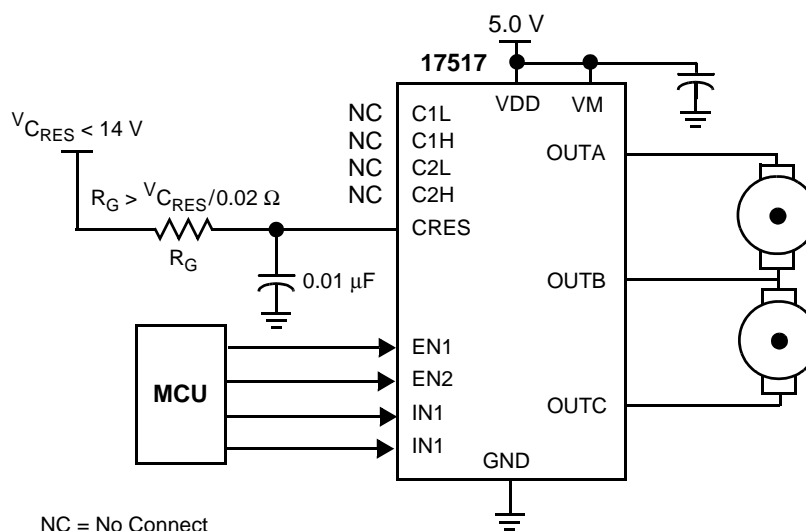 5.0 V
17517
VDD
VM
NC C1L
NC C1H
NC C2L
NC C2H
CRES
VCRES < 14 V
RG > VCRES/0.02 Ω
RG
0.01 μF
OUTA
OUTB
OUTC
MCU
EN1
EN2
IN1
IN1
GND
NC = No Connect